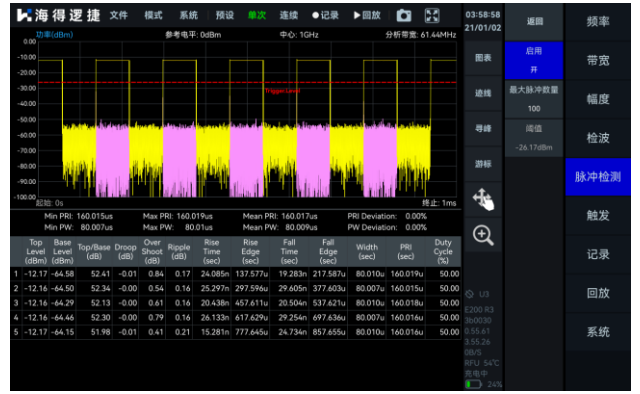 海得逻捷 文件 模式 系统 预设 单次 连续 ●记录 ▶回放
03:58:58
21/01/02
功率(dBm) 参考电平: 0dBm 中心: 1GHz 分析带宽: 61.44MHz
0.00
-10.00
-20.00
-30.00
-40.00
-50.00
-60.00
-70.00
-80.00
-90.00
-100.00
Trigger Level
起始: 0s 终止: 1ms
Min PRI: 160.015us Max PRI: 160.019us Mean PRI: 160.017us PRI Deviation: 0.00%
Min PW: 80.007us Max PW: 80.01us Mean PW: 80.009us PW Deviation: 0.00%
Top Level (dBm) Base Level (dBm) Top/Base (dB) Droop (dB) Over Shoot (dB) Ripple (dB) Rise Time (sec) Rise Edge (sec) Fall Time (sec) Fall Edge (sec) Width (sec) PRI (sec) Duty Cycle (%)
1 -12.17 -64.58 52.41 -0.01 0.84 0.17 24.085n 137.577u 19.283n 217.587u 80.010u 160.019u 50.00
2 -12.16 -64.50 52.34 -0.00 0.54 0.16 25.297n 297.596u 29.605n 377.603u 80.007u 160.015u 50.00
3 -12.16 -64.29 52.13 -0.00 0.61 0.16 20.438n 457.611u 20.504n 537.621u 80.010u 160.018u 50.00
4 -12.16 -64.46 52.30 -0.00 0.79 0.16 26.133n 617.629u 29.254n 697.636u 80.007u 160.016u 50.00
5 -12.17 -64.15 51.98 -0.01 0.41 0.21 15.281n 777.645u 24.734n 857.655u 80.010u 160.016u 50.00
图表
迹线
寻峰
游标
U3
E200 R3
3b0030
0.55.61
3.55.26
0B/S
RFU 54℃
充电中
24%
返回
启用
开
最大脉冲数量
100
阈值
-26.17dBm
频率
带宽
幅度
检波
脉冲检测
触发
记录
回放
系统